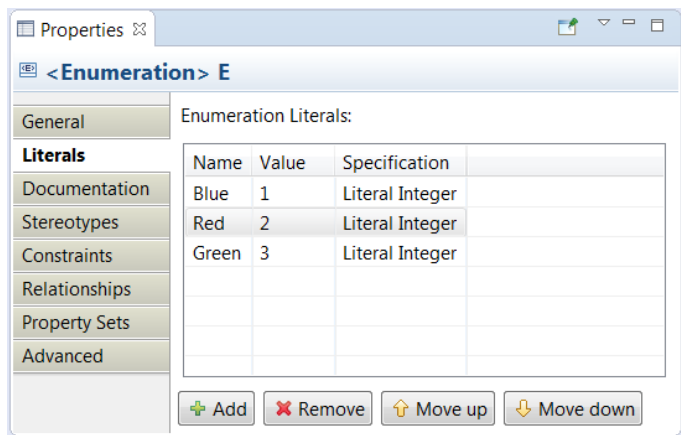 Properties
<Enumeration> E
General
Literals
Documentation
Stereotypes
Constraints
Relationships
Property Sets
Advanced
Enumeration Literals:
Name Value Specification
Blue 1 Literal Integer
Red 2 Literal Integer
Green 3 Literal Integer
Add Remove Move up Move down